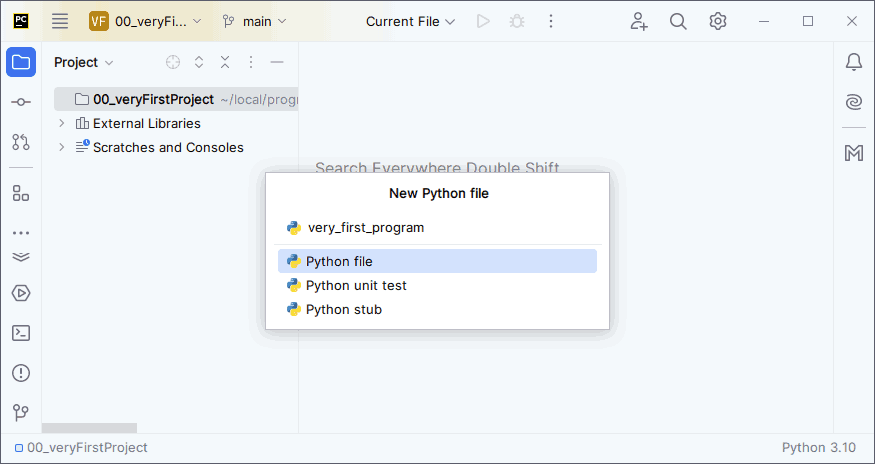 PC VF 00_veryFi... main Current File
Project
00_veryFirstProject ~/local/progr
External Libraries
Scratches and Consoles
Search Everywhere Double Shift
New Python file
very_first_program
Python file
Python unit test
Python stub
00_veryFirstProject Python 3.10